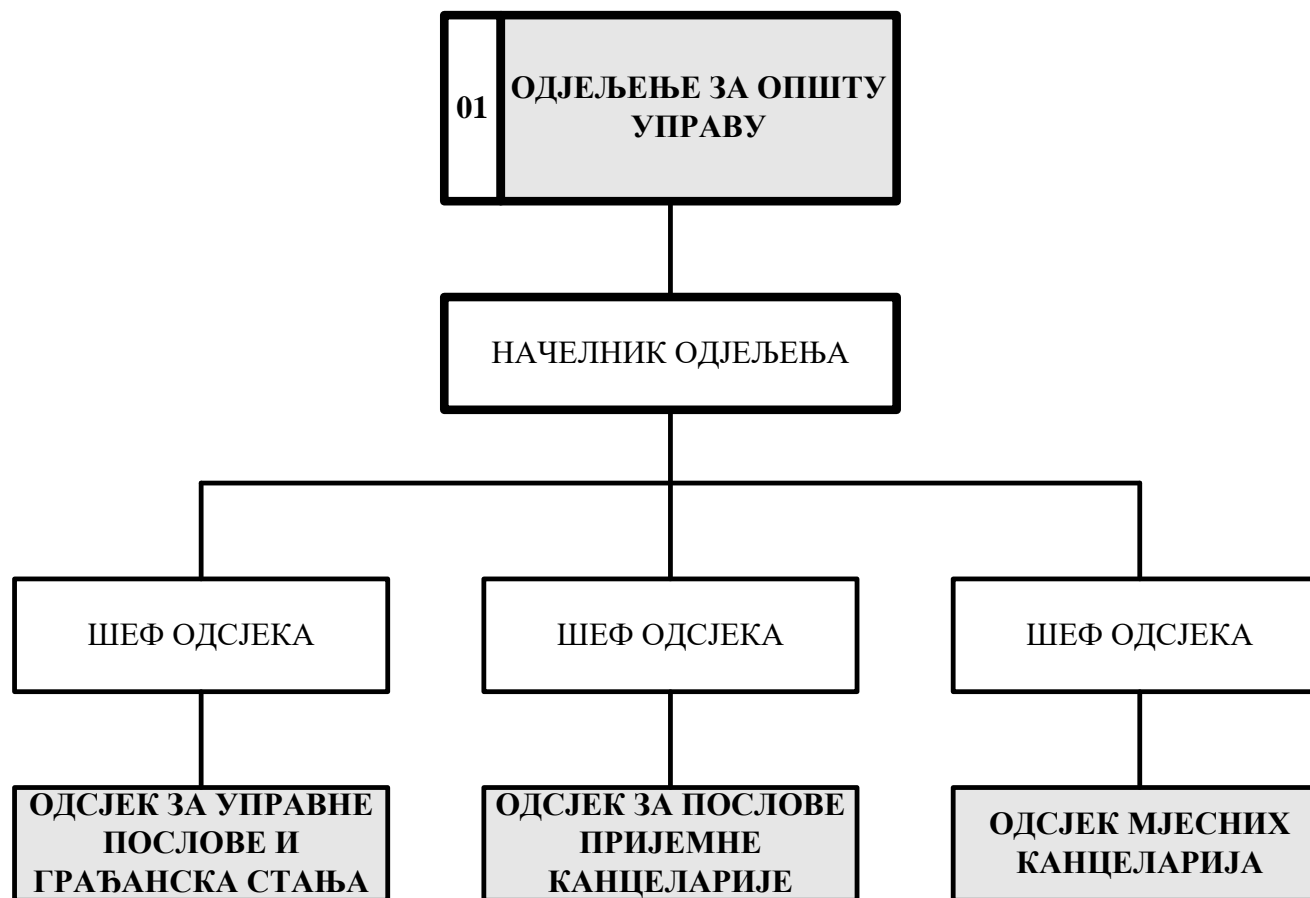 01
ОДЈЕЉЕЊЕ ЗА ОПШТУ
УПРАВУ
НАЧЕЛНИК ОДЈЕЉЕЊА
ШЕФ ОДСЈЕКА
ШЕФ ОДСЈЕКА
ШЕФ ОДСЈЕКА
ОДСЈЕК ЗА УПРАВНЕ
ПОСЛОВЕ И
ГРАЂАНСКА СТАЊА
ОДСЈЕК ЗА ПОСЛОВЕ
ПРИЈЕМНЕ
КАНЦЕЛАРИЈЕ
ОДСЈЕК МЈЕСНИХ
КАНЦЕЛАРИЈА